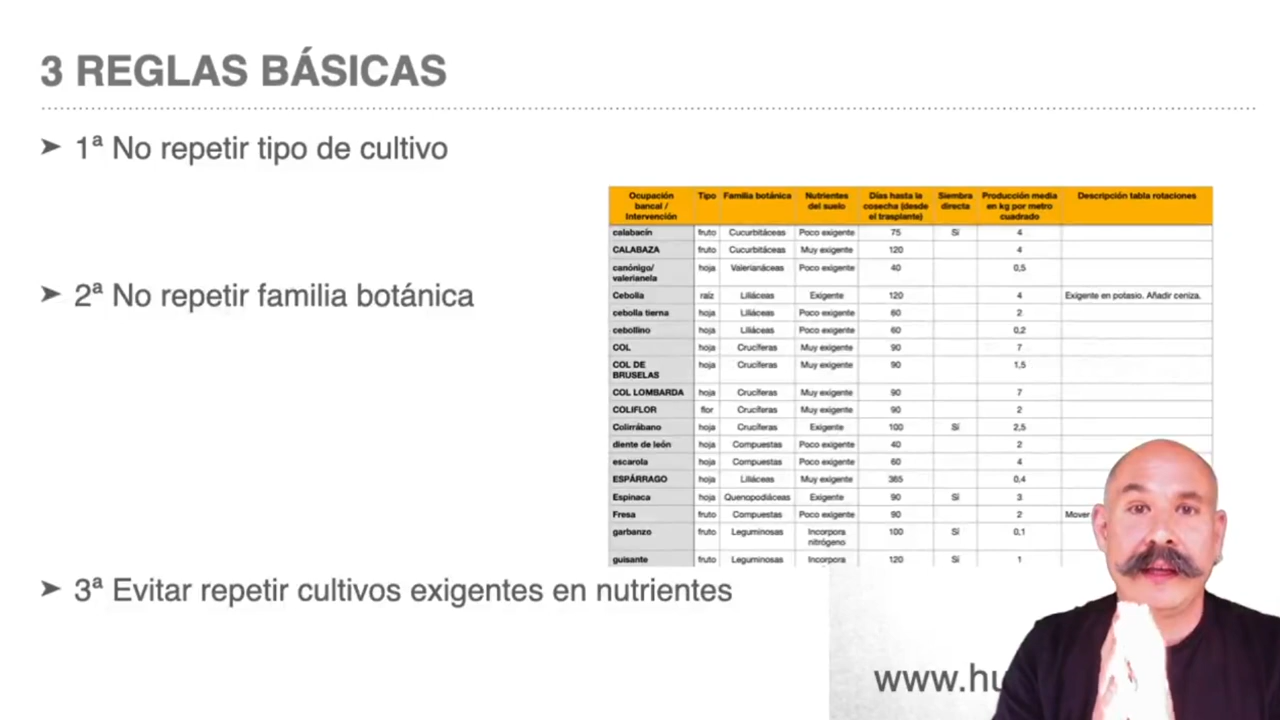 3 REGLAS BÁSICAS
➤ 1ª No repetir tipo de cultivo
➤ 2ª No repetir familia botánica
Ocupación bancal / Intervención Tipo Familia botánica Nutrientes del suelo Días hasta la cosecha (desde el trasplante) Siembra directa Producción media en kg por metro cuadrado Descripción tabla rotaciones
calabacín fruto Cucurbitáceas Poco exigente 75 Sí 4
CALABAZA fruto Cucurbitáceas Muy exigente 120 4
canónigo/ valerianela hoja Valerianáceas Poco exigente 40 0,5
Cebolla raíz Liliáceas Exigente 120 4 Exigente en potasio. Añadir ceniza.
cebolla tierna hoja Liliáceas Poco exigente 60 2
cebollino hoja Liliáceas Poco exigente 60 0,2
COL hoja Crucíferas Muy exigente 90 7
COL DE BRUSELAS hoja Crucíferas Muy exigente 90 1,5
COL LOMBARDA hoja Crucíferas Muy exigente 90 7
COLIFLOR flor Crucíferas Muy exigente 90 2
Colirrábano hoja Crucíferas Exigente 100 Sí 2,5
diente de león hoja Compuestas Poco exigente 40 2
escarola hoja Compuestas Poco exigente 60 4
ESPÁRRAGO hoja Liliáceas Muy exigente 365 0,4
Espinaca hoja Quenopodiáceas Exigente 90 Sí 3
Fresa fruto Compuestas Poco exigente 90 2 Mover
garbanzo fruto Leguminosas Incorpora nitrógeno 100 Sí 0,1
guisante fruto Leguminosas Incorpora 120 Sí 1
➤ 3ª Evitar repetir cultivos exigentes en nutrientes
www.hu